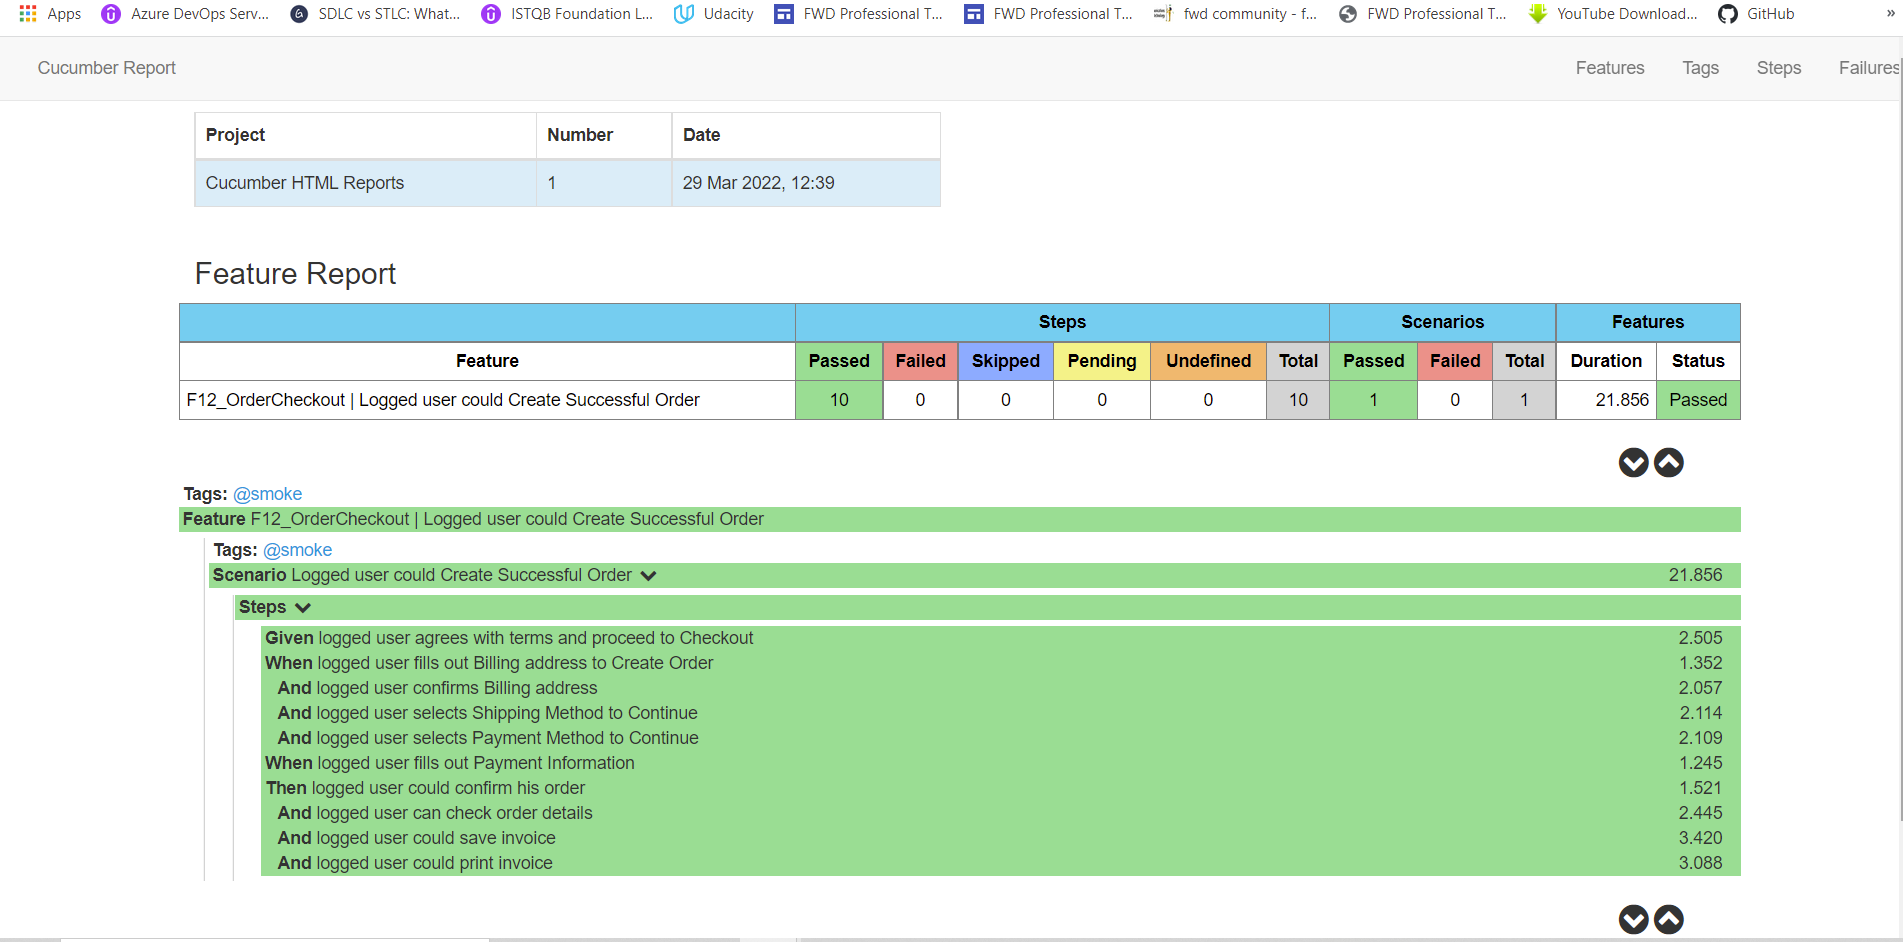 Apps Azure DevOps Serv... SDLC vs STLC: What... ISTQB Foundation L... Udacity FWD Professional T... FWD Professional T... fwd community - f... FWD Professional T... YouTube Download... GitHub »
Cucumber Report Features Tags Steps Failures
Project Number Date
Cucumber HTML Reports 1 29 Mar 2022, 12:39
Feature Report
Steps Scenarios Features
Feature Passed Failed Skipped Pending Undefined Total Passed Failed Total Duration Status
F12_OrderCheckout | Logged user could Create Successful Order 10 0 0 0 0 10 1 0 1 21.856 Passed
Tags: @smoke
Feature F12_OrderCheckout | Logged user could Create Successful Order
Tags: @smoke
Scenario Logged user could Create Successful Order 21.856
Steps
Given logged user agrees with terms and proceed to Checkout 2.505
When logged user fills out Billing address to Create Order 1.352
And logged user confirms Billing address 2.057
And logged user selects Shipping Method to Continue 2.114
And logged user selects Payment Method to Continue 2.109
When logged user fills out Payment Information 1.245
Then logged user could confirm his order 1.521
And logged user can check order details 2.445
And logged user could save invoice 3.420
And logged user could print invoice 3.088